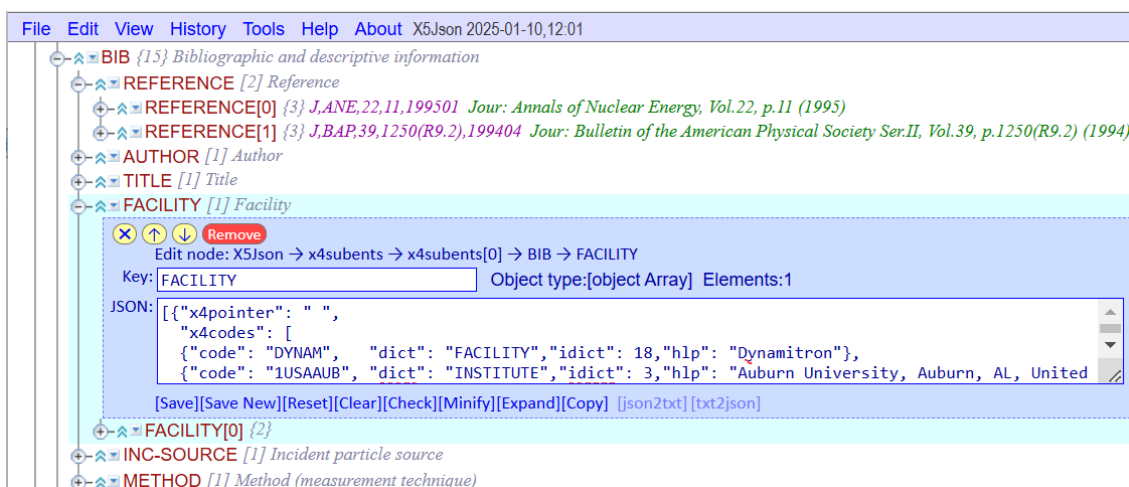 File Edit View History Tools Help About X5Json 2025-01-10,12:01
BIB {15} Bibliographic and descriptive information
REFERENCE [2] Reference
REFERENCE[0] {3} J,ANE,22,11,199501 Jour: Annals of Nuclear Energy, Vol.22, p.11 (1995)
REFERENCE[1] {3} J,BAP,39,1250(R9.2),199404 Jour: Bulletin of the American Physical Society Ser.II, Vol.39, p.1250(R9.2) (1994)
AUTHOR [1] Author
TITLE [1] Title
FACILITY [1] Facility
Remove
Edit node: X5Json → x4subents → x4subents[0] → BIB → FACILITY
Key: FACILITY Object type:[object Array] Elements:1
JSON: [{"x4pointer": " ",
"x4codes": [
{"code": "DYNAM", "dict": "FACILITY","idict": 18,"hlp": "Dynamitron"},
{"code": "1USAAUB", "dict": "INSTITUTE","idict": 3,"hlp": "Auburn University, Auburn, AL, United
[Save][Save New][Reset][Clear][Check][Minify][Expand][Copy] [json2txt] [txt2json]
FACILITY[0] {2}
INC-SOURCE [1] Incident particle source
METHOD [1] Method (measurement technique)